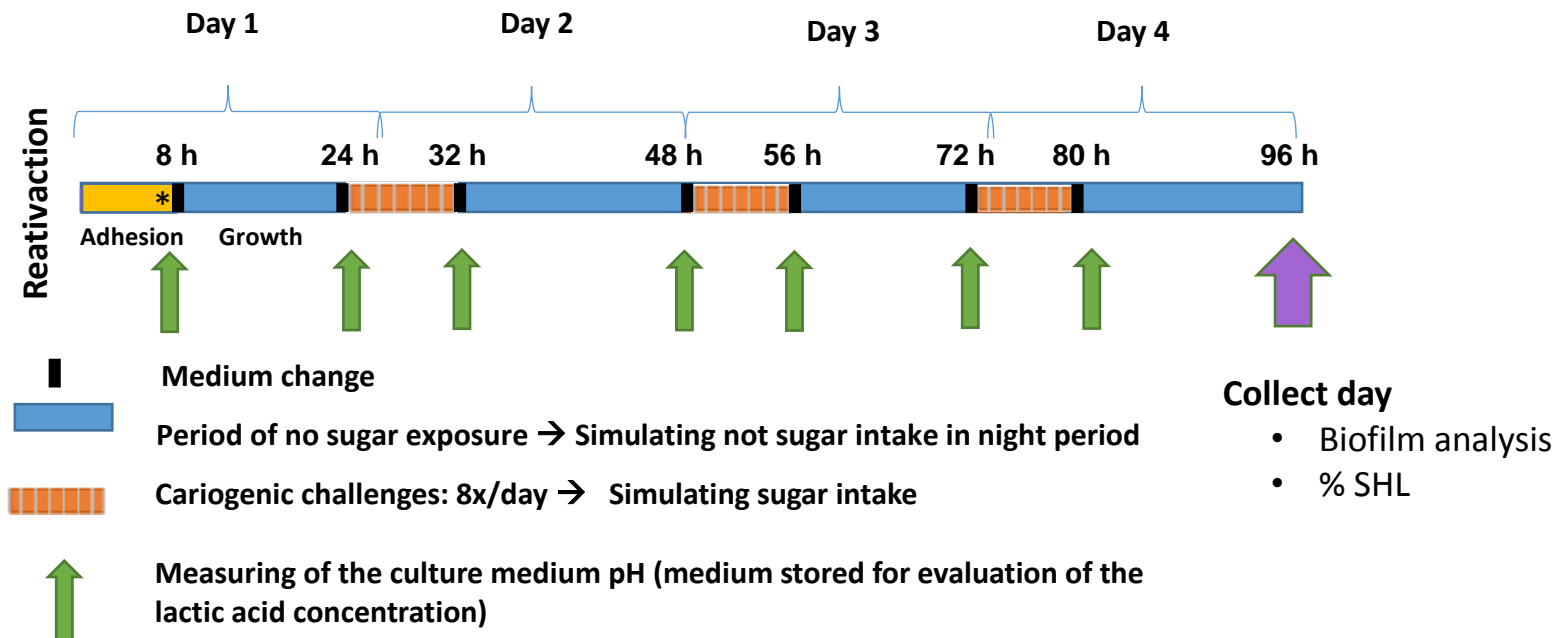 Day 1
Day 2
Day 3
Day 4
Reativaction
8 h
24 h
32 h
48 h
56 h
72 h
80 h
96 h
*
Adhesion
Growth
Medium change
Period of no sugar exposure → Simulating not sugar intake in night period
Cariogenic challenges: 8x/day → Simulating sugar intake
Measuring of the culture medium pH (medium stored for evaluation of the
lactic acid concentration)
Collect day
• Biofilm analysis
• % SHL